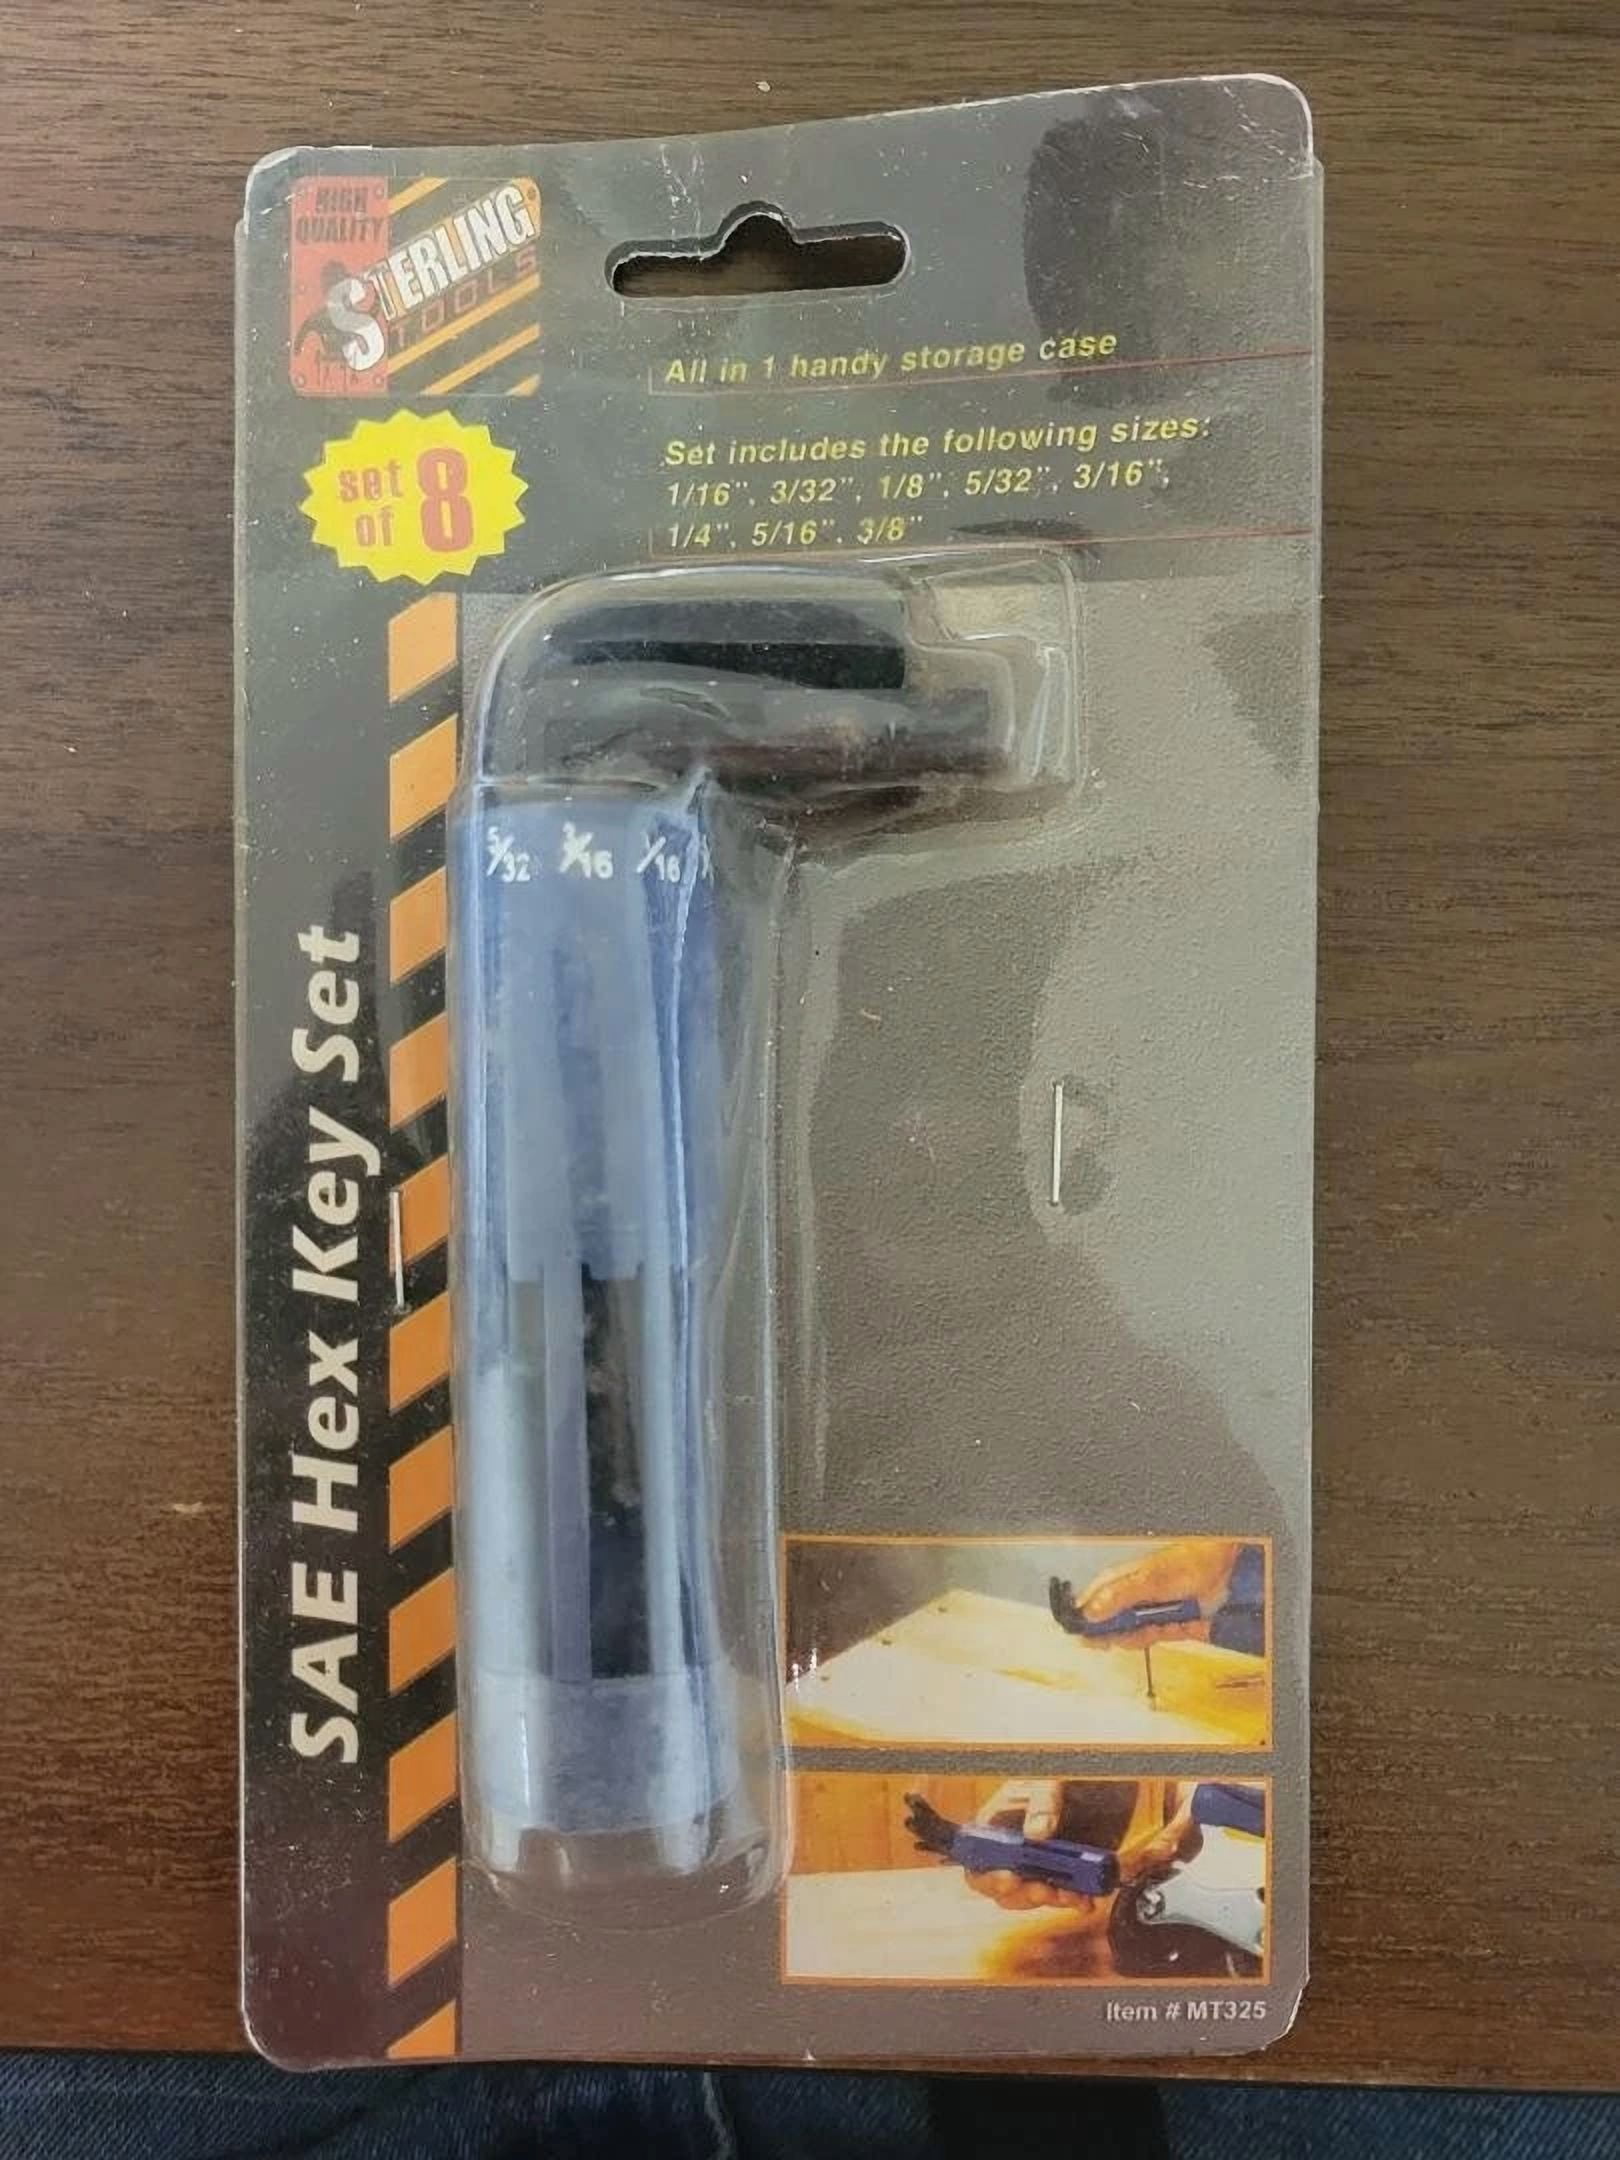 HIGH
QUALITY
STERLING
TOOLS
All in 1 handy storage case
set
of 8
Set includes the following sizes:
1/16”, 3/32”, 1/8”, 5/32”, 3/16”,
1/4”, 5/16”, 3/8”
5/32 3/16 1/16
SAE Hex Key Set
Item # MT325